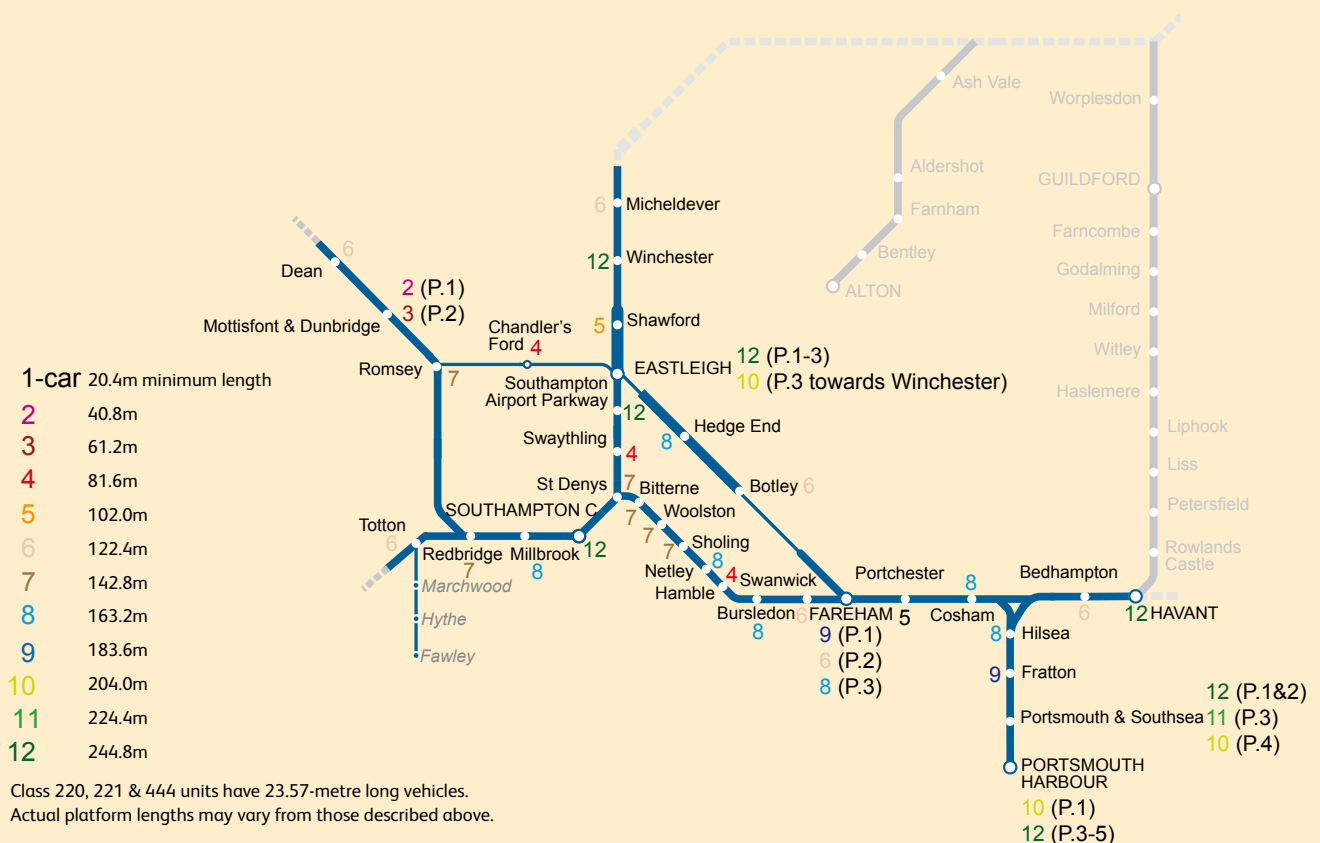 Ash Vale
Worplesdon
Aldershot
GUILDFORD
Farnham
Farncombe
Bentley
Godalming
ALTON
Milford
Witley
Haslemere
Liphook
Liss
Petersfield
Rowlands
Castle
6 Micheldever
12 Winchester
5 Shawford
6
Dean
2 (P.1)
3 (P.2)
Mottisfont & Dunbridge
Chandler's
Ford 4
Romsey
7
EASTLEIGH
12 (P.1-3)
10 (P.3 towards Winchester)
Southampton
Airport Parkway
12
Swaythling
4
Hedge End
8
Botley 6
St Denys
7
Bitterne
7
Woolston
7
Sholing
7
Netley
8
Hamble
4
Swanwick
6
Bursledon
8
SOUTHAMPTON C
12
Totton
6
Redbridge
7
Millbrook
8
Marchwood
Hythe
Fawley
FAREHAM
9 (P.1)
6 (P.2)
8 (P.3)
Portchester
5
8
Cosham
Bedhampton
6
12 HAVANT
8 Hilsea
9 Fratton
Portsmouth & Southsea
12 (P.1&2)
11 (P.3)
10 (P.4)
PORTSMOUTH
HARBOUR
10 (P.1)
12 (P.3-5)
1-car 20.4m minimum length
2 40.8m
3 61.2m
4 81.6m
5 102.0m
6 122.4m
7 142.8m
8 163.2m
9 183.6m
10 204.0m
11 224.4m
12 244.8m
Class 220, 221 & 444 units have 23.57-metre long vehicles.
Actual platform lengths may vary from those described above.